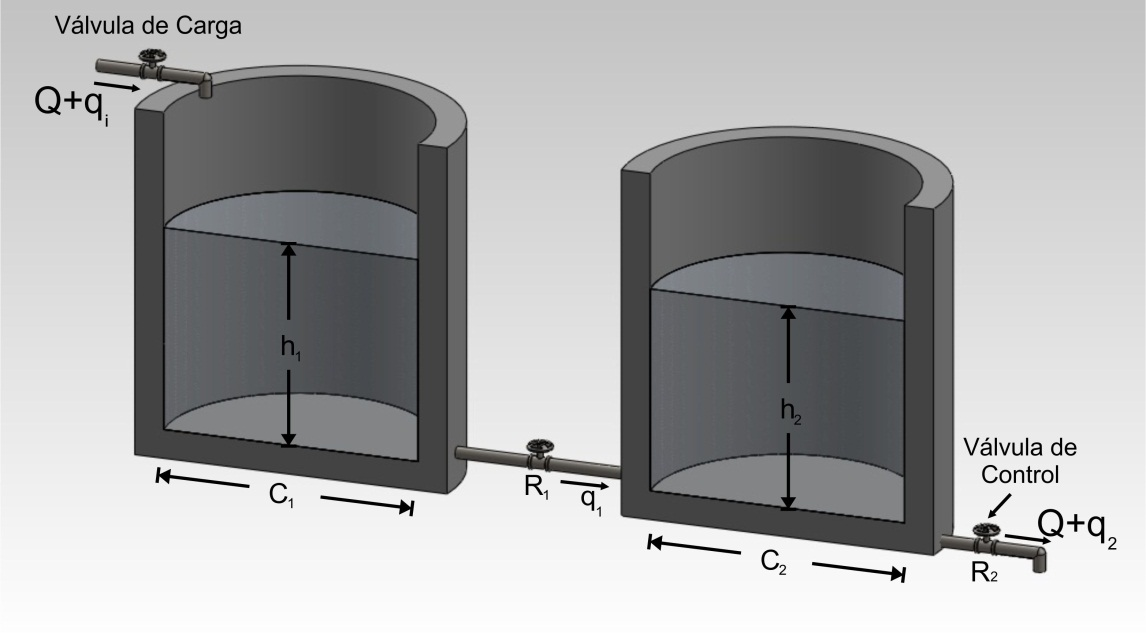 Válvula de Carga
Q+qᵢ
h₁
C₁
R₁
q₁
h₂
C₂
Válvula de
Control
Q+q₂
R₂